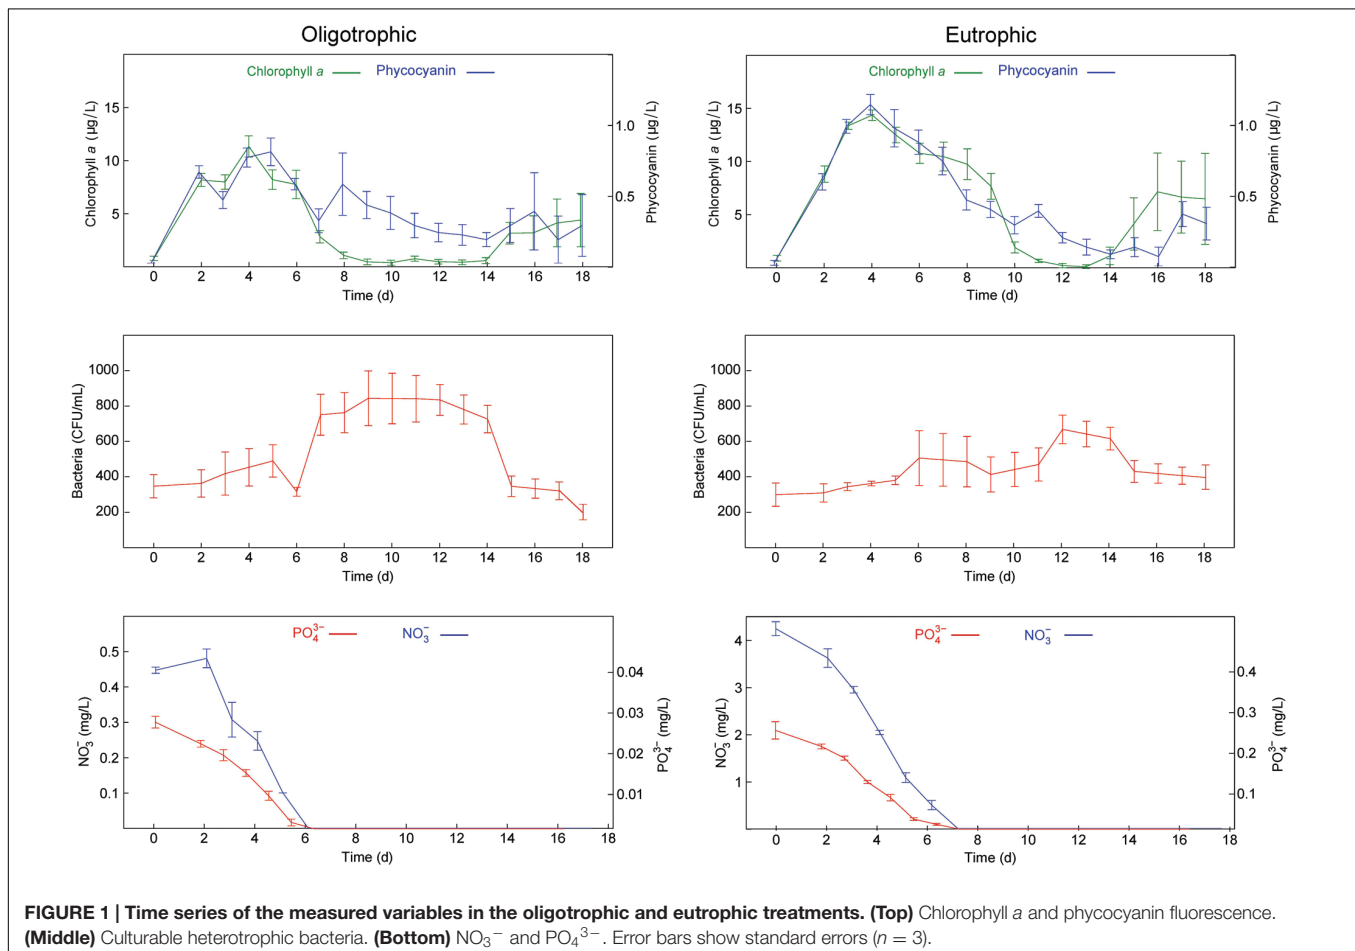 Oligotrophic
Chlorophyll a Phycocyanin
Chlorophyll a (µg/L)
15
10
5
1.0
0.5
Phycocyanin (µg/L)
0 2 4 6 8 10 12 14 16 18
Time (d)
Eutrophic
Chlorophyll a Phycocyanin
Chlorophyll a (µg/L)
15
10
5
1.0
0.5
Phycocyanin (µg/L)
0 2 4 6 8 10 12 14 16 18
Time (d)
Bacteria (CFU/mL)
1000
800
600
400
200
0 2 4 6 8 10 12 14 16 18
Time (d)
Bacteria (CFU/mL)
1000
800
600
400
200
0 2 4 6 8 10 12 14 16 18
Time (d)
PO₄³⁻ NO₃⁻
NO₃⁻ (mg/L)
0.5
0.4
0.3
0.2
0.1
0.04
0.03
0.02
0.01
PO₄³⁻ (mg/L)
0 2 4 6 8 10 12 14 16 18
Time (d)
PO₄³⁻ NO₃⁻
NO₃⁻ (mg/L)
4
3
2
1
0.4
0.3
0.2
0.1
PO₄³⁻ (mg/L)
0 2 4 6 8 10 12 14 16 18
Time (d)
FIGURE 1 | Time series of the measured variables in the oligotrophic and eutrophic treatments. (Top) Chlorophyll a and phycocyanin fluorescence.
(Middle) Culturable heterotrophic bacteria. (Bottom) NO₃⁻ and PO₄³⁻. Error bars show standard errors (n = 3).